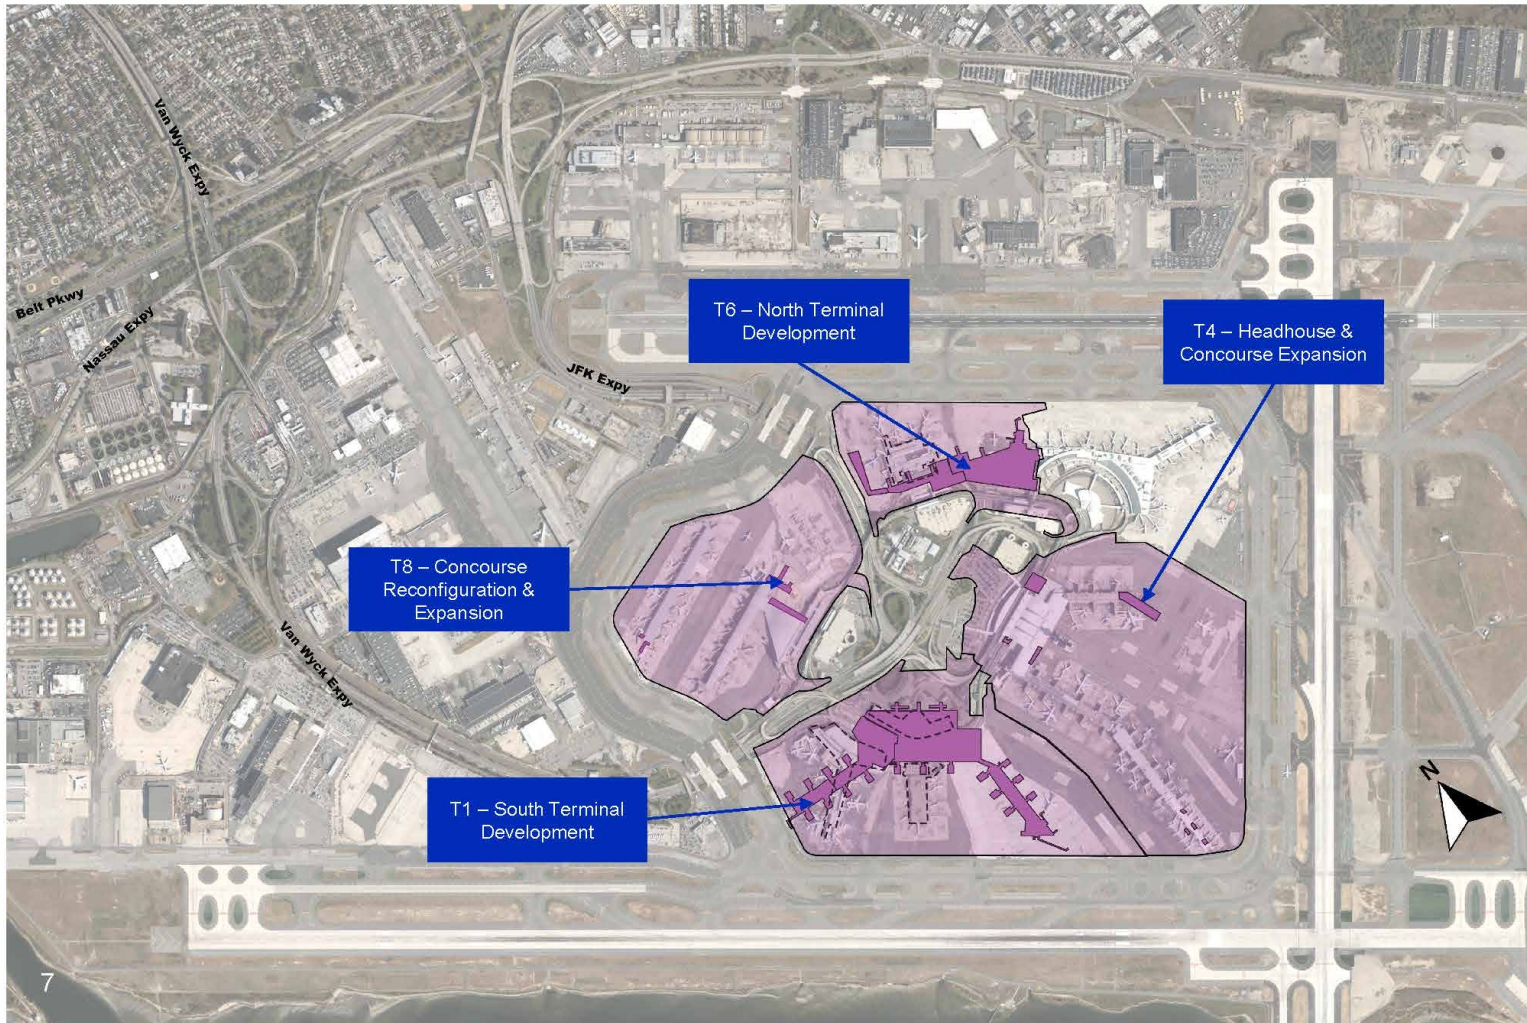 Van Wyck Expy
Belt Pkwy
Nassau Expy
JFK Expy
T6 – North Terminal
Development
T4 – Headhouse &
Concourse Expansion
T8 – Concourse
Reconfiguration &
Expansion
Van Wyck Expy
T1 – South Terminal
Development
N
7